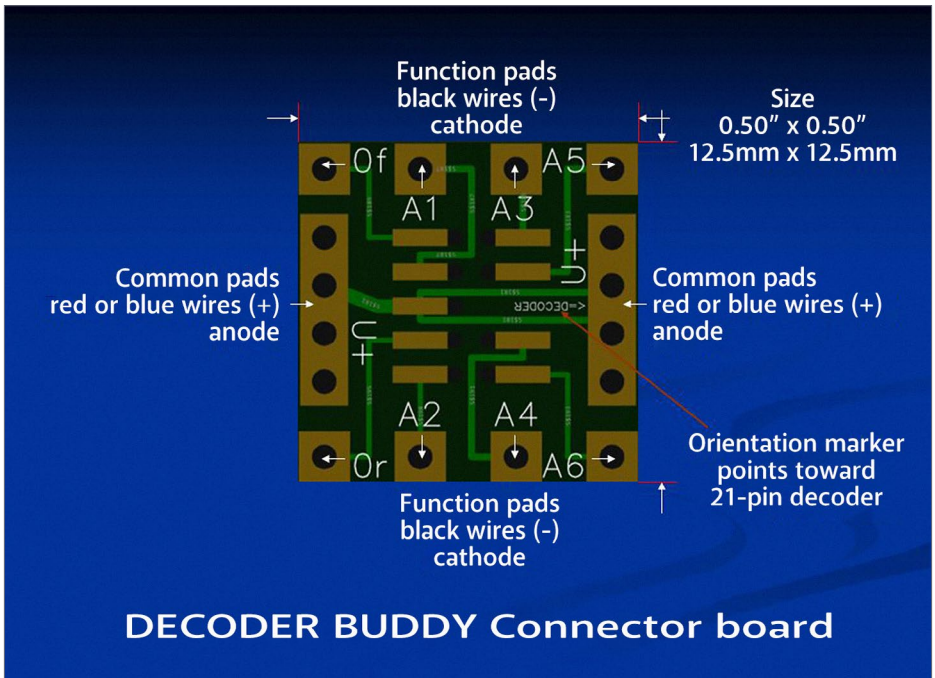 Function pads
black wires (-)
cathode
Size
0.50” x 0.50”
12.5mm x 12.5mm
0f
A1
A3
A5
U+
Common pads
red or blue wires (+)
anode
<=DECODER
Common pads
red or blue wires (+)
anode
U+
A2
A4
0r
A6
Orientation marker
points toward
21-pin decoder
Function pads
black wires (-)
cathode
DECODER BUDDY Connector board